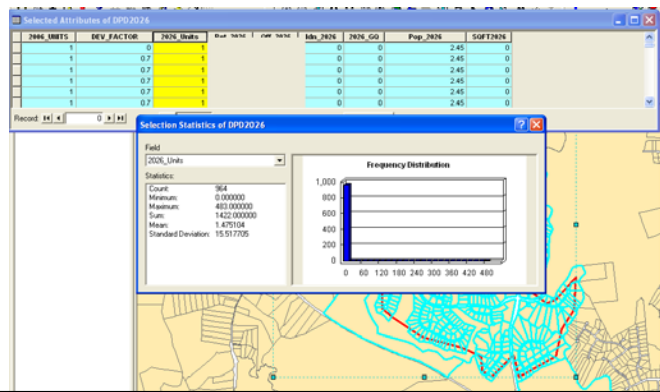 Selected Attributes of DPD2026
2006_UNITS DEV_FACTOR 2026_Units ldn_2026 2026_GQ Pop_2026 SQFT2026
1 0 1 0 0 2.45 0
1 0.7 1 0 0 2.45 0
1 0.7 1 0 0 2.45 0
1 0.7 1 0 0 2.45 0
1 0.7 1 0 0 2.45 0
1 0.7 1 0 0 2.45 0
Record: 0
Selection Statistics of DPD2026
Field
2026_Units
Statistics:
Count: 964
Minimum: 0.000000
Maximum: 483.000000
Sum: 1422.000000
Mean: 1.475104
Standard Deviation: 15.517705
Frequency Distribution
1,000
800
600
400
200
0
0 60 120 180 240 300 360 420 480